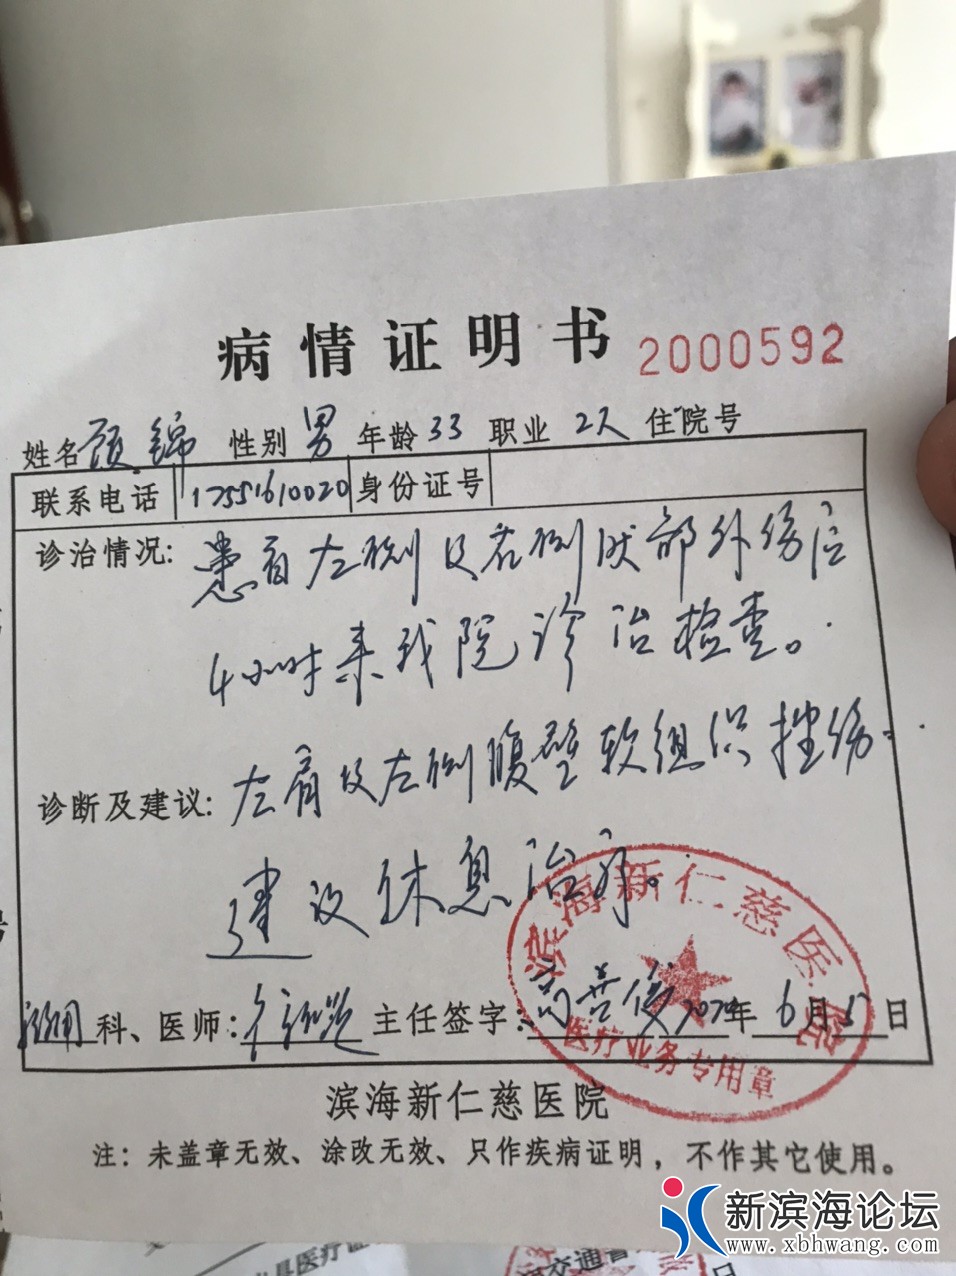 病情证明书 2000592
姓名 顾锦 性别 男 年龄 33 职业 2人 住院号
联系电话 17551610020 身份证号
诊治情况: 患者左侧及右侧肤部外伤后
4小时来我院诊治检查。
诊断及建议: 左肩及左侧腹壁软组织挫伤.
建议休息治疗。
科、医师: 主任签字: 年 6月 日
滨海新仁慈医院
医疗业务专用章
滨海新仁慈医院
注：未盖章无效、涂改无效、只作疾病证明，不作其它使用。
新滨海论坛
www.xbhwang.com